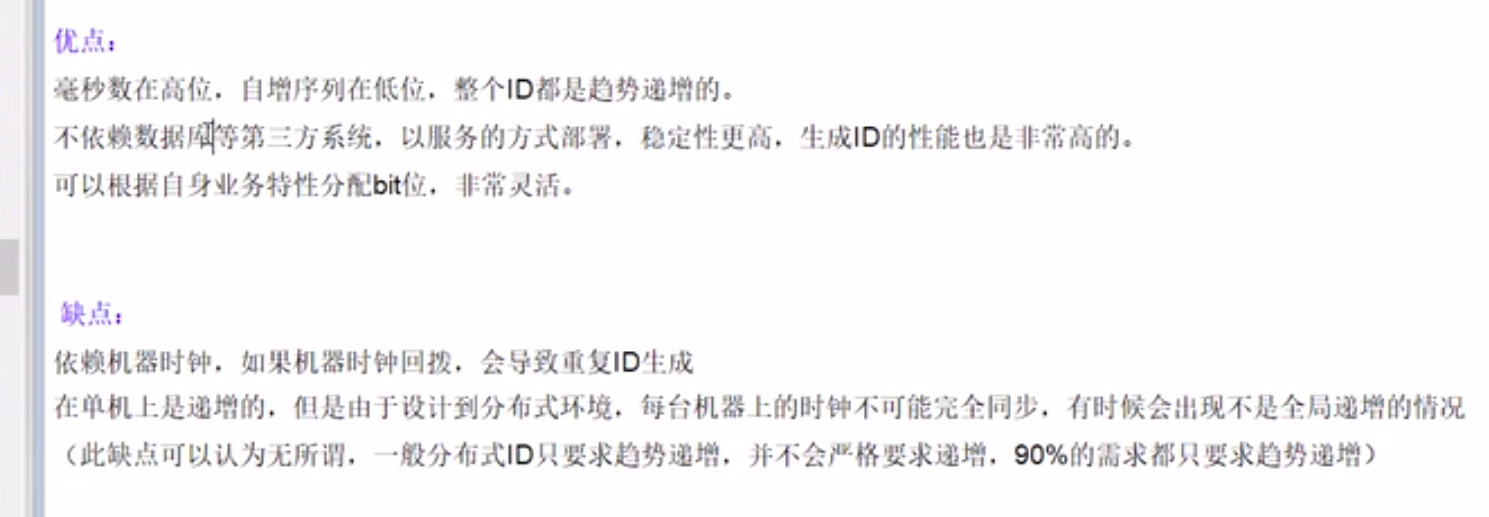 优点：
毫秒数在高位，自增序列在低位，整个ID都是趋势递增的。
不依赖数据库等第三方系统，以服务的方式部署，稳定性更高，生成ID的性能也是非常高的。
可以根据自身业务特性分配bit位，非常灵活。
缺点：
依赖机器时钟，如果机器时钟回拨，会导致重复ID生成
在单机上是递增的，但是由于设计到分布式环境，每台机器上的时钟不可能完全同步，有时候会出现不是全局递增的情况
（此缺点可以认为无所谓，一般分布式ID只要求趋势递增，并不会严格要求递增，90%的需求都只要求趋势递增）